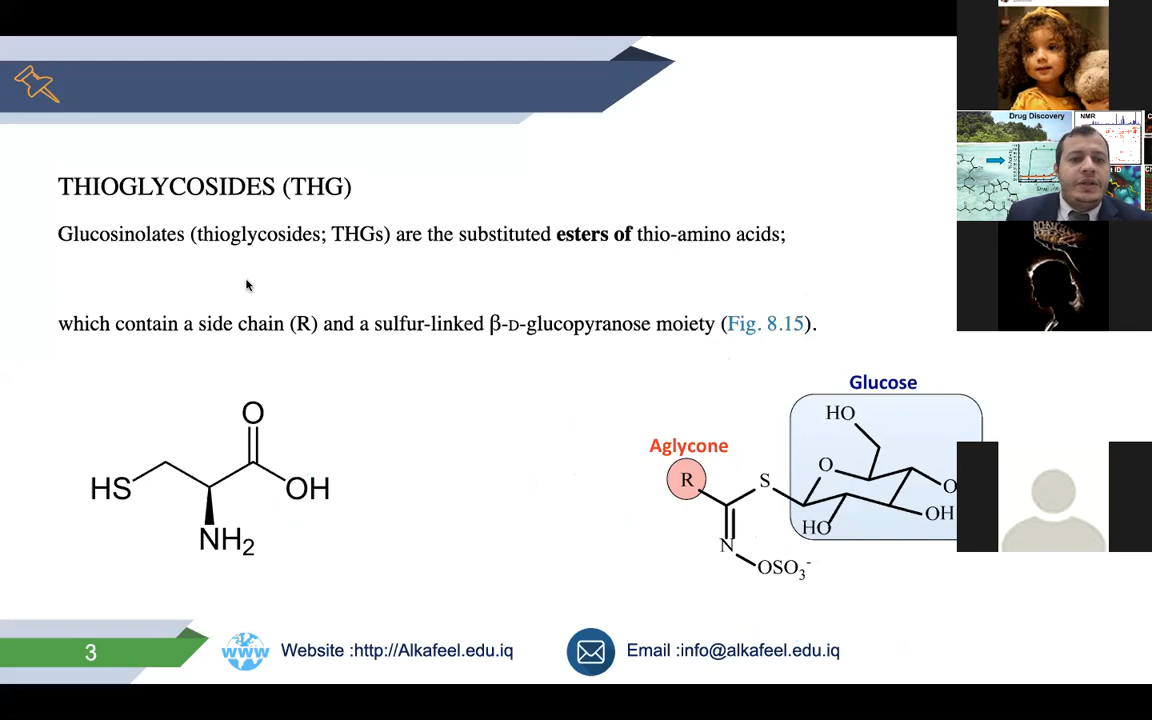 Drug Discovery
NMR
THIOGLYCOSIDES (THG)
Glucosinolates (thioglycosides; THGs) are the substituted esters of thio-amino acids;
which contain a side chain (R) and a sulfur-linked β-D-glucopyranose moiety (Fig. 8.15).
Glucose
HO
O
Aglycone
R
S
O
O
HS
OH
OH
HO
NH2
N
OSO3-
3
Website :http://Alkafeel.edu.iq
Email :info@alkafeel.edu.iq
www